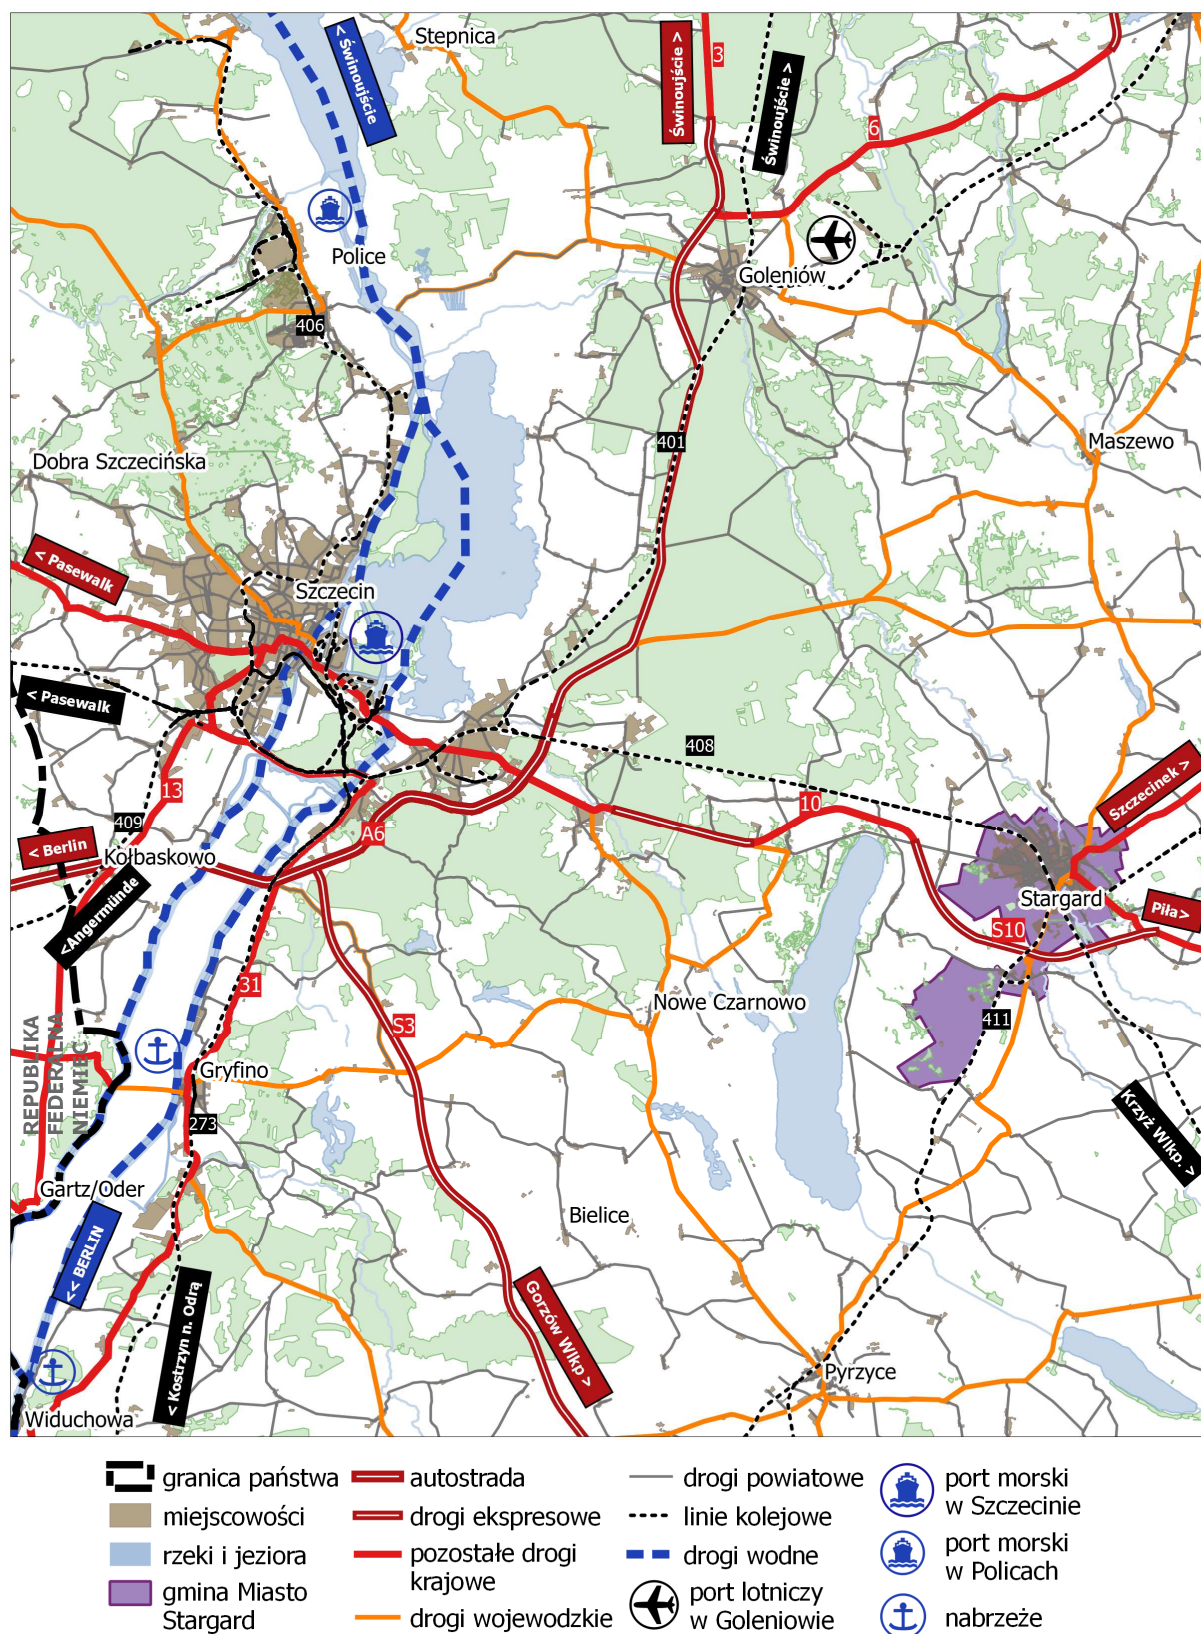 Stepnica
< Świnoujście
Świnoujście >
3
Świnoujście >
6
Police
Goleniów
406
401
Maszewo
Dobra Szczecińska
< Pasewalk
Szczecin
< Pasewalk
408
Szczecinek >
13
10
409
A6
< Berlin
Kołbaskowo
<Angermünde
Stargard
Piła>
S10
31
Nowe Czarnowo
S3
411
REPUBLIKA
FEDERALNA
NIEMIEC
Gryfino
273
Krzyż Wlkp. >
Gartz/Oder
Bielice
<< BERLIN
< Kostrzyn n. Odrą
Gorzów Wlkp >
Pyrzyce
Widuchowa
granica państwa
miejscowości
rzeki i jeziora
gmina Miasto
Stargard
autostrada
drogi ekspresowe
pozostałe drogi
krajowe
drogi wojewodzkie
drogi powiatowe
linie kolejowe
drogi wodne
port lotniczy
w Goleniowie
port morski
w Szczecinie
port morski
w Policach
nabrzeże